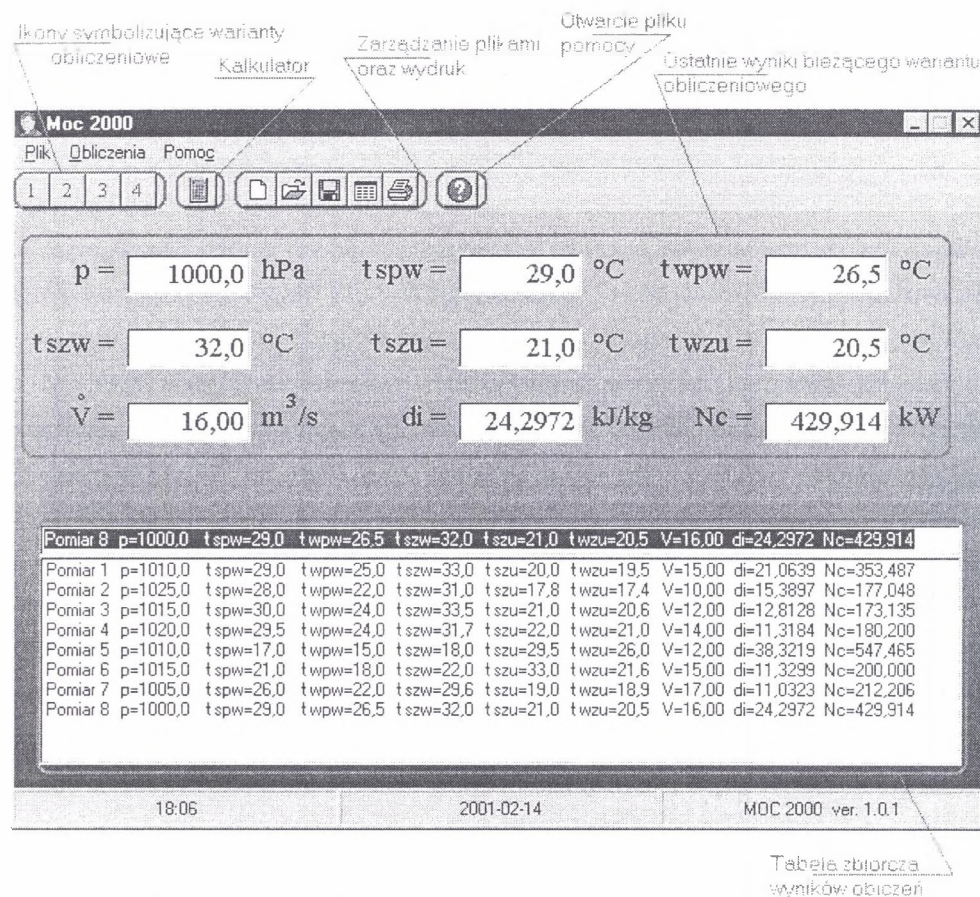 Ikony symbolizujące warianty
obliczeniowe
Kalkulator
Zarządzanie plikami
oraz wydruk
Otwarcie pliku
pomocy
Ostatnie wyniki bieżącego wariantu
obliczeniowego
Moc 2000
Plik Obliczenia Pomoc
1 2 3 4
p = 1000,0 hPa tspw = 29,0 °C twpw = 26,5 °C
tszw = 32,0 °C tszu = 21,0 °C twzu = 20,5 °C
V̊ = 16,00 m³/s di = 24,2972 kJ/kg Nc = 429,914 kW
Pomiar 8 p=1000,0 tspw=29,0 twpw=26,5 tszw=32,0 tszu=21,0 twzu=20,5 V=16,00 di=24,2972 Nc=429,914
Pomiar 1 p=1010,0 tspw=29,0 twpw=25,0 tszw=33,0 tszu=20,0 twzu=19,5 V=15,00 di=21,0639 Nc=353,487
Pomiar 2 p=1025,0 tspw=28,0 twpw=22,0 tszw=31,0 tszu=17,8 twzu=17,4 V=10,00 di=15,3897 Nc=177,048
Pomiar 3 p=1015,0 tspw=30,0 twpw=24,0 tszw=33,5 tszu=21,0 twzu=20,6 V=12,00 di=12,8128 Nc=173,135
Pomiar 4 p=1020,0 tspw=29,5 twpw=24,0 tszw=31,7 tszu=22,0 twzu=21,0 V=14,00 di=11,3184 Nc=180,200
Pomiar 5 p=1010,0 tspw=17,0 twpw=15,0 tszw=18,0 tszu=29,5 twzu=26,0 V=12,00 di=38,3219 Nc=547,465
Pomiar 6 p=1015,0 tspw=21,0 twpw=18,0 tszw=22,0 tszu=33,0 twzu=21,6 V=15,00 di=11,3299 Nc=200,000
Pomiar 7 p=1005,0 tspw=26,0 twpw=22,0 tszw=29,6 tszu=19,0 twzu=18,9 V=17,00 di=11,0323 Nc=212,206
Pomiar 8 p=1000,0 tspw=29,0 twpw=26,5 tszw=32,0 tszu=21,0 twzu=20,5 V=16,00 di=24,2972 Nc=429,914
18:06 2001-02-14 MOC 2000 ver. 1.0.1
Tabela zbiorcza
wyników obiczeń